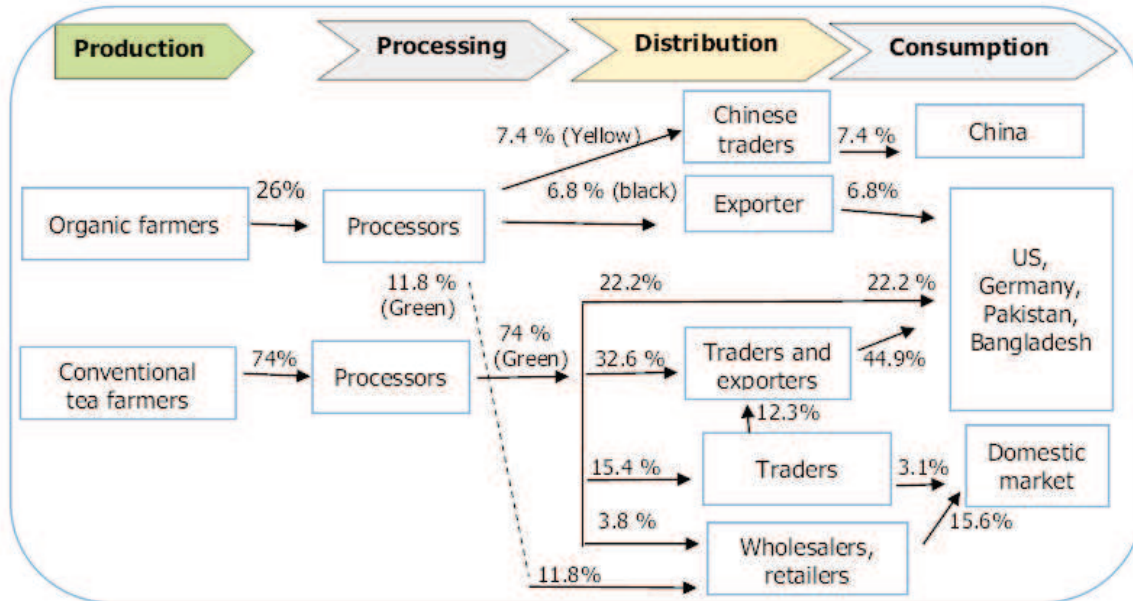 Production
Processing
Distribution
Consumption
Chinese
traders
7.4 % (Yellow)
7.4 %
China
26%
6.8 % (black)
Exporter
6.8%
Organic farmers
Processors
US,
Germany,
Pakistan,
Bangladesh
11.8 %
(Green)
22.2%
22.2 %
74 %
(Green)
Conventional
tea farmers
74%
Processors
32.6 %
Traders and
exporters
44.9%
12.3%
15.4 %
Traders
3.1%
Domestic
market
3.8 %
Wholesalers,
retailers
15.6%
11.8%